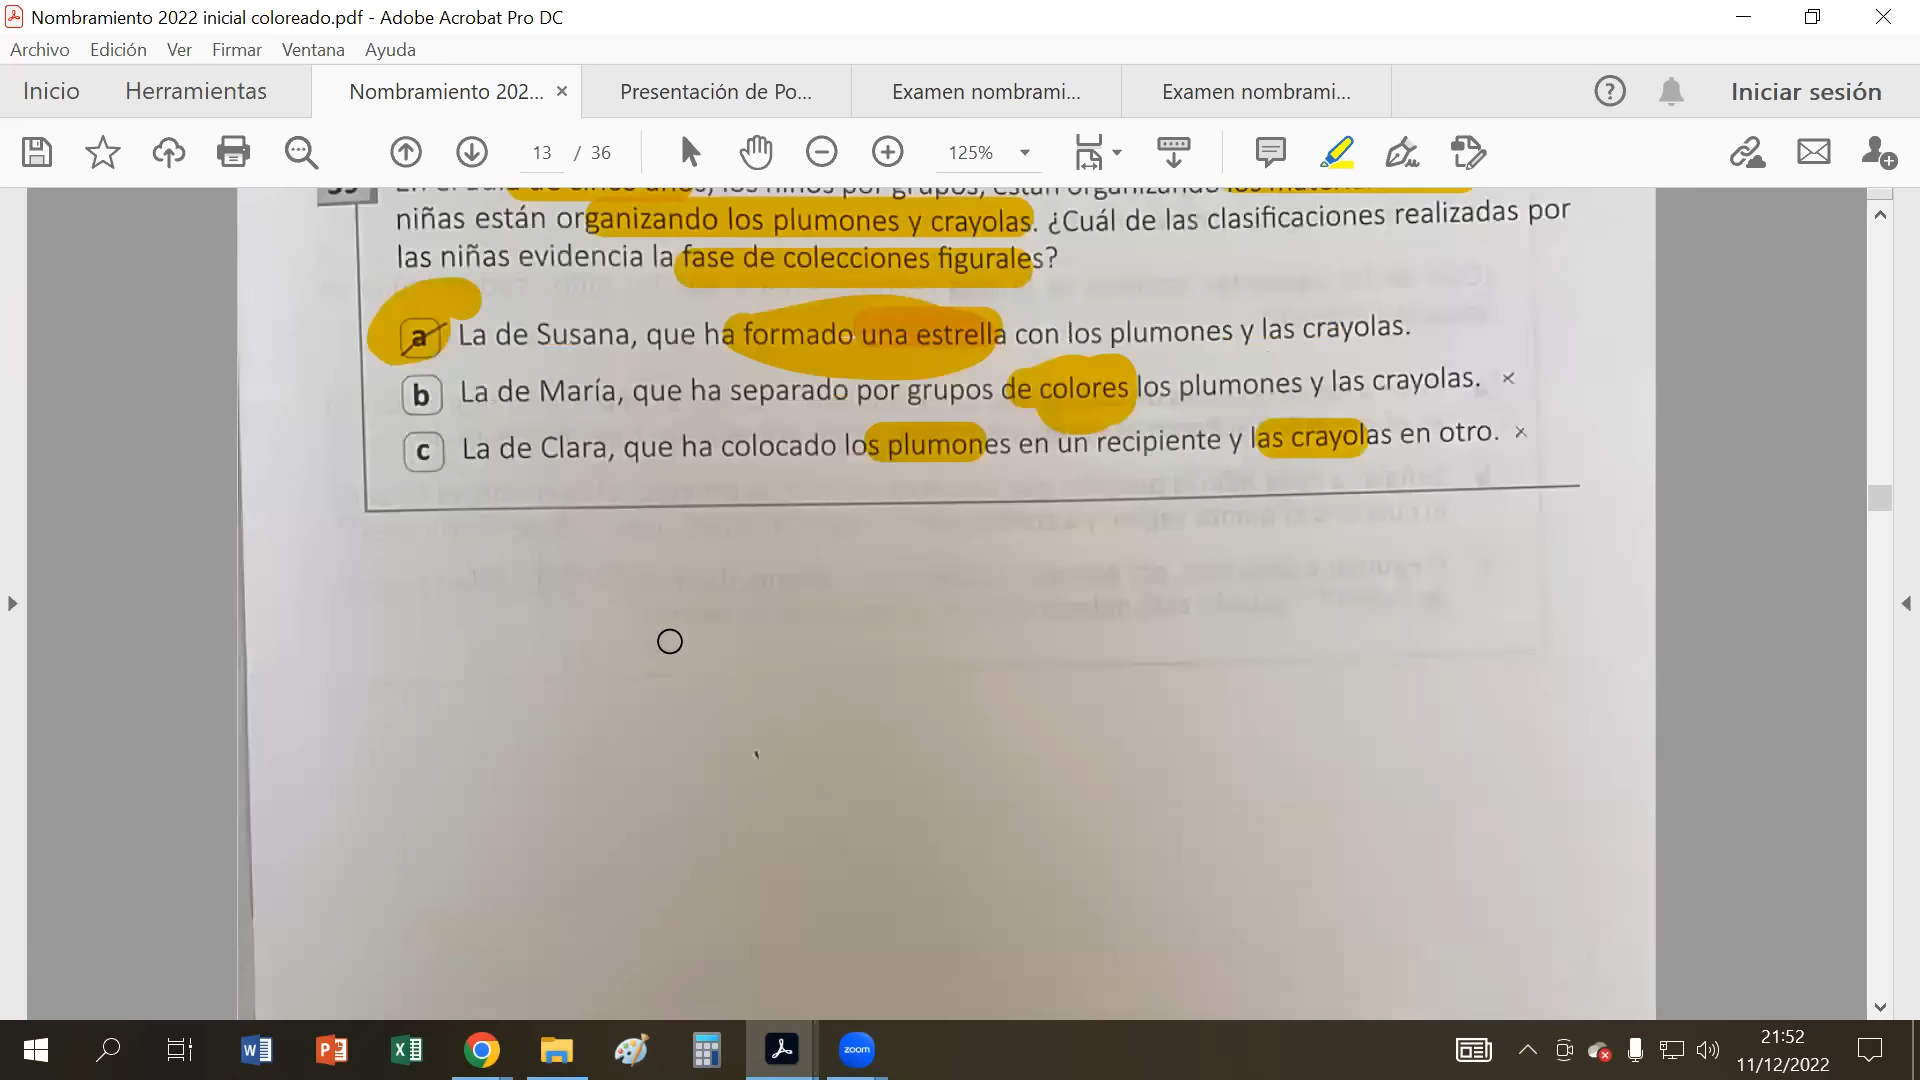 Nombramiento 2022 inicial coloreado.pdf - Adobe Acrobat Pro DC
Archivo Edición Ver Firmar Ventana Ayuda
Inicio Herramientas Nombramiento 202... × Presentación de Po... Examen nombrami... Examen nombrami... Iniciar sesión
13 / 36 125%
niñas están organizando los plumones y crayolas. ¿Cuál de las clasificaciones realizadas por
las niñas evidencia la fase de colecciones figurales?
a La de Susana, que ha formado una estrella con los plumones y las crayolas.
b La de María, que ha separado por grupos de colores los plumones y las crayolas. ×
c La de Clara, que ha colocado los plumones en un recipiente y las crayolas en otro. ×
zoom
21:52
11/12/2022